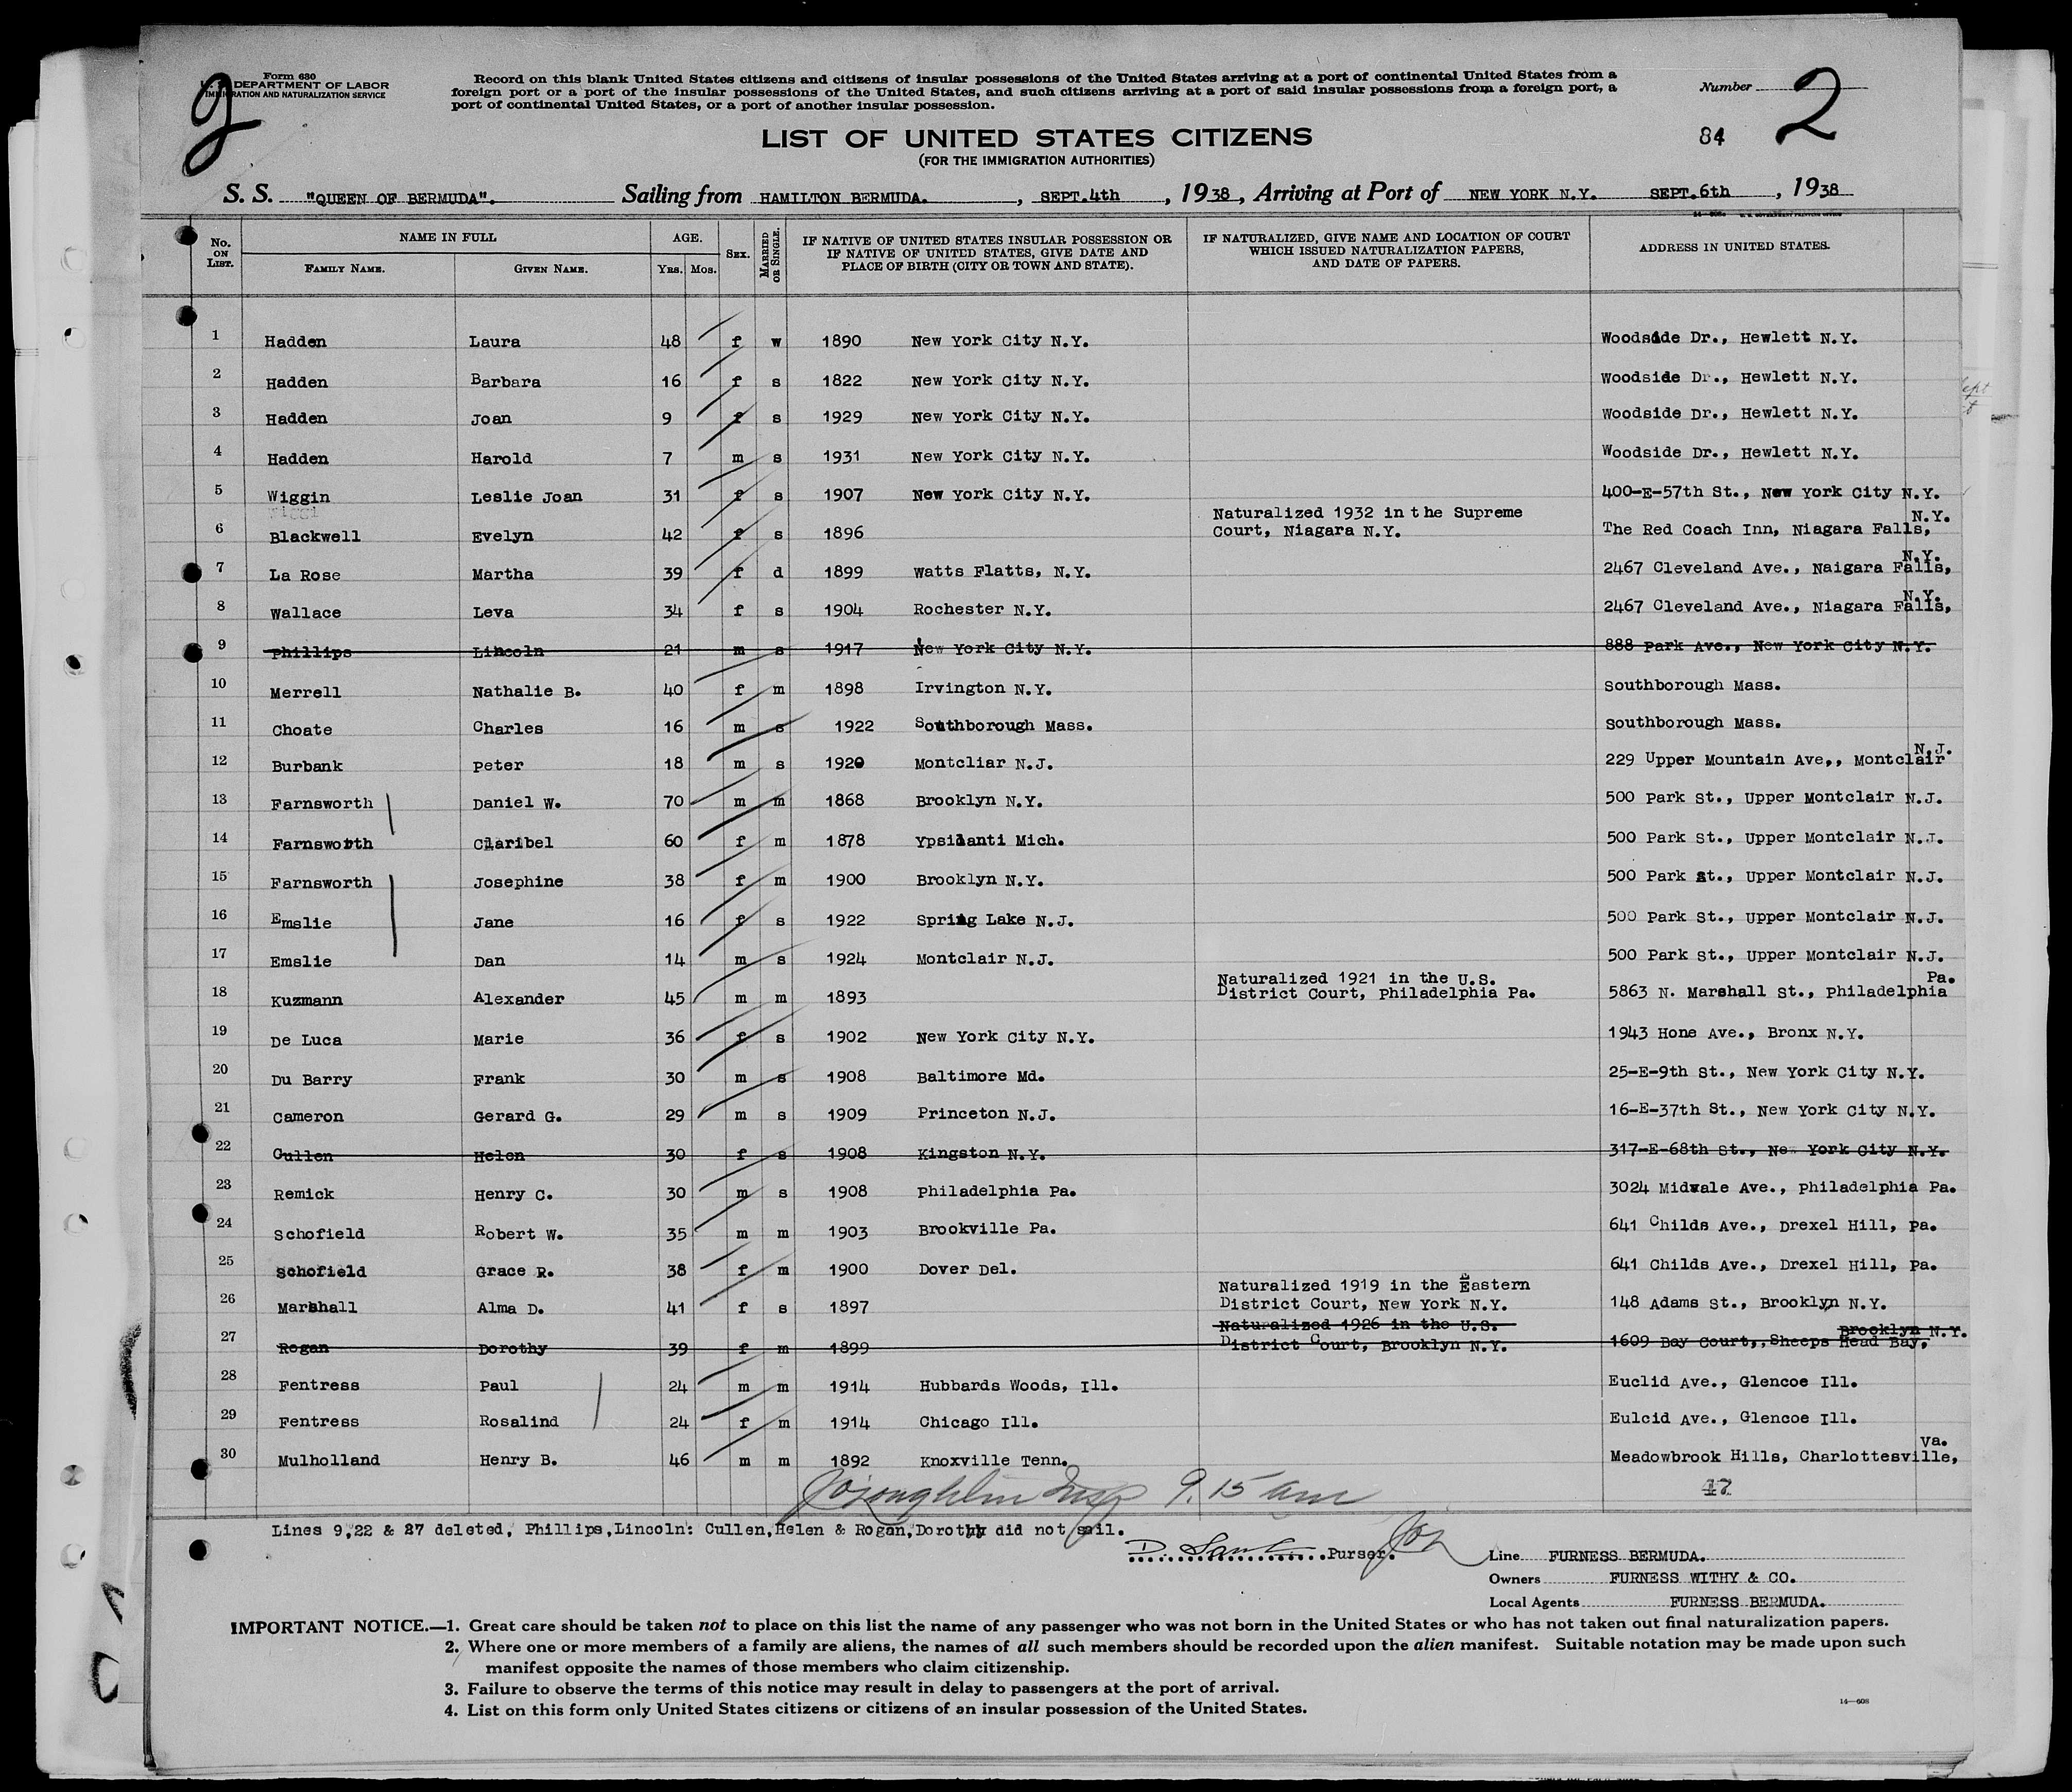 Form 630
U. S. DEPARTMENT OF LABOR
IMMIGRATION AND NATURALIZATION SERVICE
Record on this blank United States citizens and citizens of insular possessions of the United States arriving at a port of continental United States from a
foreign port or a port of the insular possessions of the United States, and such citizens arriving at a port of said insular possessions from a foreign port, a
port of continental United States, or a port of another insular possession.
Number 2
84
LIST OF UNITED STATES CITIZENS
(FOR THE IMMIGRATION AUTHORITIES)
S. S. "QUEEN OF BERMUDA". Sailing from HAMILTON BERMUDA. , SEPT.4th , 1938, Arriving at Port of NEW YORK N.Y. SEPT.6th , 1938
No. ON LIST. NAME IN FULL FAMILY NAME. GIVEN NAME. AGE. YRS. MOS. SEX. MARRIED OR SINGLE. IF NATIVE OF UNITED STATES INSULAR POSSESSION OR IF NATIVE OF UNITED STATES, GIVE DATE AND PLACE OF BIRTH (CITY OR TOWN AND STATE). IF NATURALIZED, GIVE NAME AND LOCATION OF COURT WHICH ISSUED NATURALIZATION PAPERS, AND DATE OF PAPERS. ADDRESS IN UNITED STATES.
1 Hadden Laura 48 f w 1890 New York City N.Y. Woodside Dr., Hewlett N.Y.
2 Hadden Barbara 16 f s 1822 New York City N.Y. Woodside Dr., Hewlett N.Y.
3 Hadden Joan 9 f s 1929 New York City N.Y. Woodside Dr., Hewlett N.Y.
4 Hadden Harold 7 m s 1931 New York City N.Y. Woodside Dr., Hewlett N.Y.
5 Wiggin Leslie Joan 31 f s 1907 New York City N.Y. 400-E-57th St., New York City N.Y.
6 Blackwell Evelyn 42 f s 1896 Naturalized 1932 in the Supreme Court, Niagara N.Y. The Red Coach Inn, Niagara Falls, N.Y.
7 La Rose Martha 39 f d 1899 Watts Flatts, N.Y. 2467 Cleveland Ave., Naigara Falls, N.Y.
8 Wallace Leva 34 f s 1904 Rochester N.Y. 2467 Cleveland Ave., Niagara Falls, N.Y.
9 Phillips Lincoln 21 m s 1917 New York City N.Y. 888 Park Ave., New York City N.Y.
10 Merrell Nathalie B. 40 f m 1898 Irvington N.Y. Southborough Mass.
11 Choate Charles 16 m s 1922 Southborough Mass. Southborough Mass.
12 Burbank Peter 18 m s 1920 Montcliar N.J. 229 Upper Mountain Ave,, Montclair N.J.
13 Farnsworth Daniel W. 70 m m 1868 Brooklyn N.Y. 500 Park St., Upper Montclair N.J.
14 Farnsworth Claribel 60 f m 1878 Ypsilanti Mich. 500 Park St., Upper Montclair N.J.
15 Farnsworth Josephine 38 f m 1900 Brooklyn N.Y. 500 Park St., Upper Montclair N.J.
16 Emslie Jane 16 f s 1922 Spring Lake N.J. 500 Park St., Upper Montclair N.J.
17 Emslie Dan 14 m s 1924 Montclair N.J. 500 Park St., Upper Montclair N.J.
18 Kuzmann Alexander 45 m m 1893 Naturalized 1921 in the U.S. District Court, Philadelphia Pa. 5863 N. Marshall St., Philadelphia Pa.
19 De Luca Marie 36 f s 1902 New York City N.Y. 1943 Hone Ave., Bronx N.Y.
20 Du Barry Frank 30 m s 1908 Baltimore Md. 25-E-9th St., New York City N.Y.
21 Cameron Gerard G. 29 m s 1909 Princeton N.J. 16-E-37th St., New York City N.Y.
22 Cullen Helen 30 f s 1908 Kingston N.Y. 317-E-68th St., New York City N.Y.
23 Remick Henry C. 30 m s 1908 Philadelphia Pa. 3024 Midvale Ave., Philadelphia Pa.
24 Schofield Robert W. 35 m m 1903 Brookville Pa. 641 Childs Ave., Drexel Hill, Pa.
25 Schofield Grace R. 38 f m 1900 Dover Del. 641 Childs Ave., Drexel Hill, Pa.
26 Marshall Alma D. 41 f s 1897 Naturalized 1919 in the Eastern District Court, New York N.Y. 148 Adams St., Brooklyn N.Y.
27 Rogan Dorothy 39 f m 1899 Naturalized 1926 in the U.S. District Court, Brooklyn N.Y. 1609 Bay Court,,Sheeps Head Bay, Brooklyn N.Y.
28 Fentress Paul 24 m m 1914 Hubbards Woods, Ill. Euclid Ave., Glencoe Ill.
29 Fentress Rosalind 24 f m 1914 Chicago Ill. Eulcid Ave., Glencoe Ill.
30 Mulholland Henry B. 46 m m 1892 Knoxville Tenn. Meadowbrook Hills, Charlottesville, Va.
Insp 9.15 am
17
Lines 9,22 & 27 deleted, Phillips,Lincoln: Cullen,Helen & Rogan,Dorothy did not sail.
Purser.
Line FURNESS BERMUDA.
Owners FURNESS WITHY & CO.
Local Agents FURNESS BERMUDA.
IMPORTANT NOTICE.—1. Great care should be taken not to place on this list the name of any passenger who was not born in the United States or who has not taken out final naturalization papers.
2. Where one or more members of a family are aliens, the names of all such members should be recorded upon the alien manifest. Suitable notation may be made upon such
manifest opposite the names of those members who claim citizenship.
3. Failure to observe the terms of this notice may result in delay to passengers at the port of arrival.
4. List on this form only United States citizens or citizens of an insular possession of the United States.
14—608